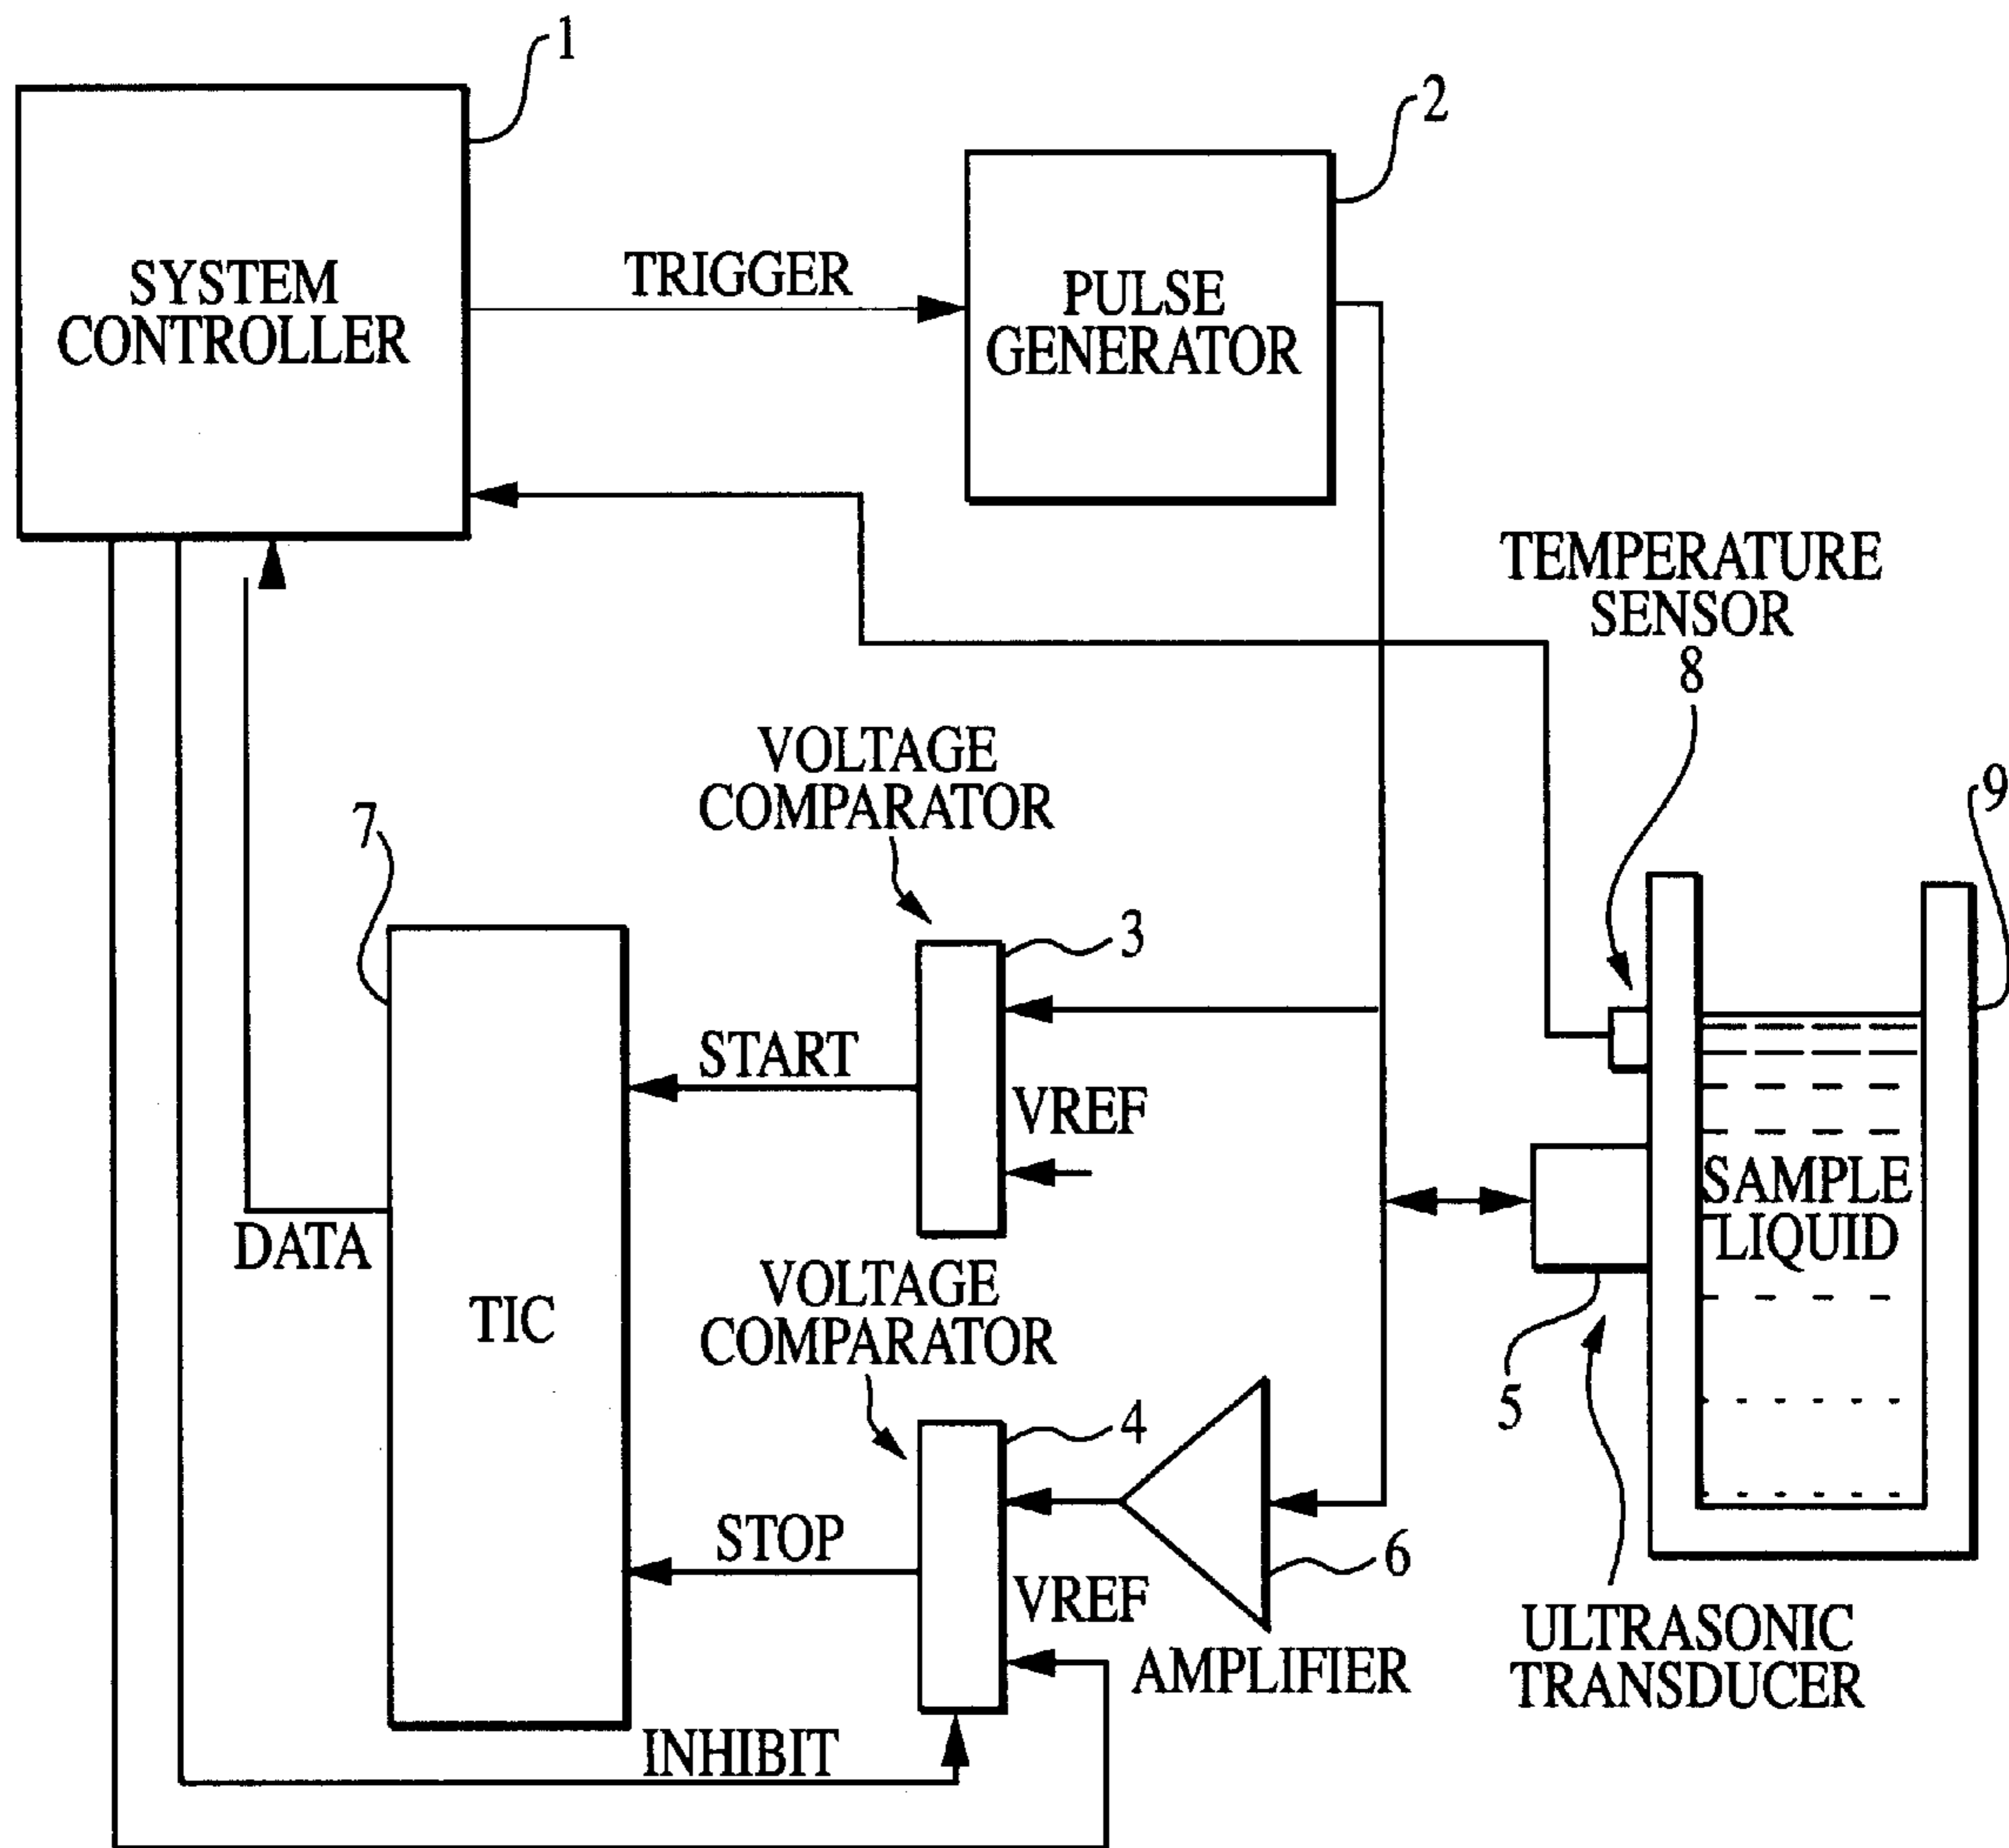 1
2
SYSTEM
CONTROLLER
TRIGGER
PULSE
GENERATOR
TEMPERATURE
SENSOR
8
VOLTAGE
COMPARATOR
9
7
3
START
VREF
SAMPLE
LIQUID
DATA
TIC
VOLTAGE
COMPARATOR
5
4
STOP
VREF
6
AMPLIFIER
ULTRASONIC
TRANSDUCER
INHIBIT